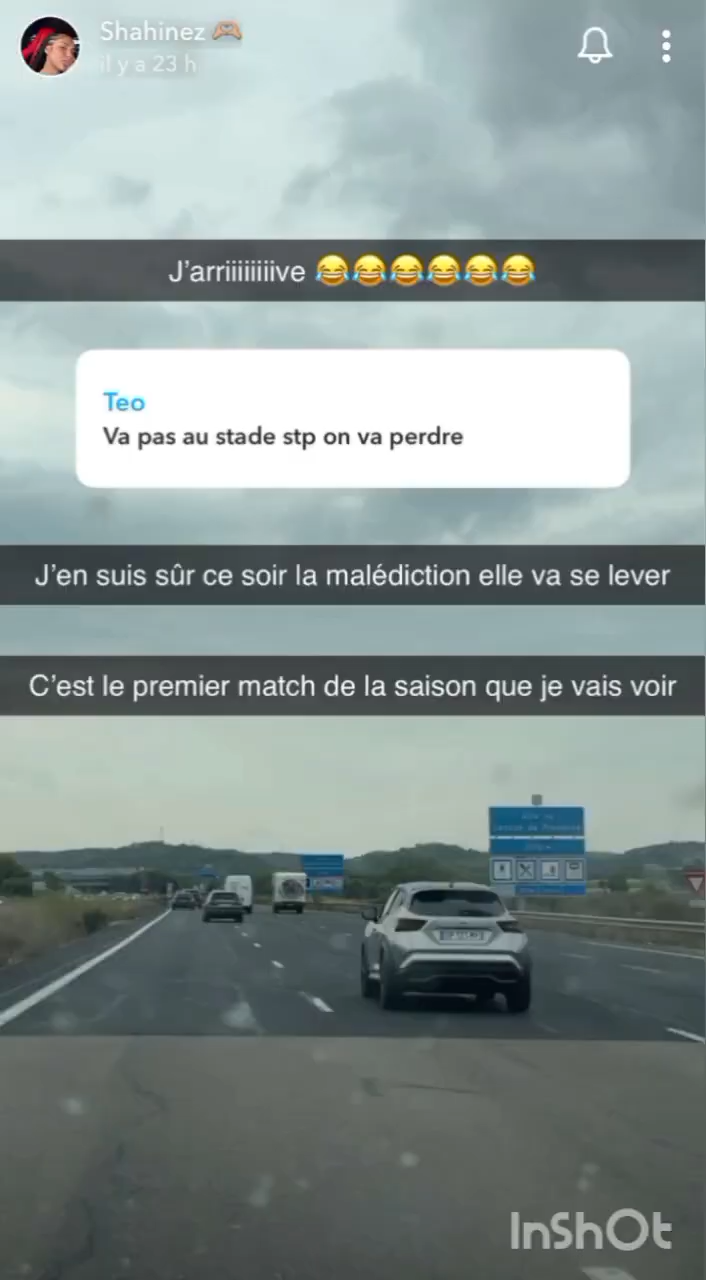 Shahinez 🫶🏼
il y a 23 h
J’arriiiiiiiiive 😂😂😂😂😂😂
Teo
Va pas au stade stp on va perdre
J’en suis sûr ce soir la malédiction elle va se lever
C’est le premier match de la saison que je vais voir
InShOt